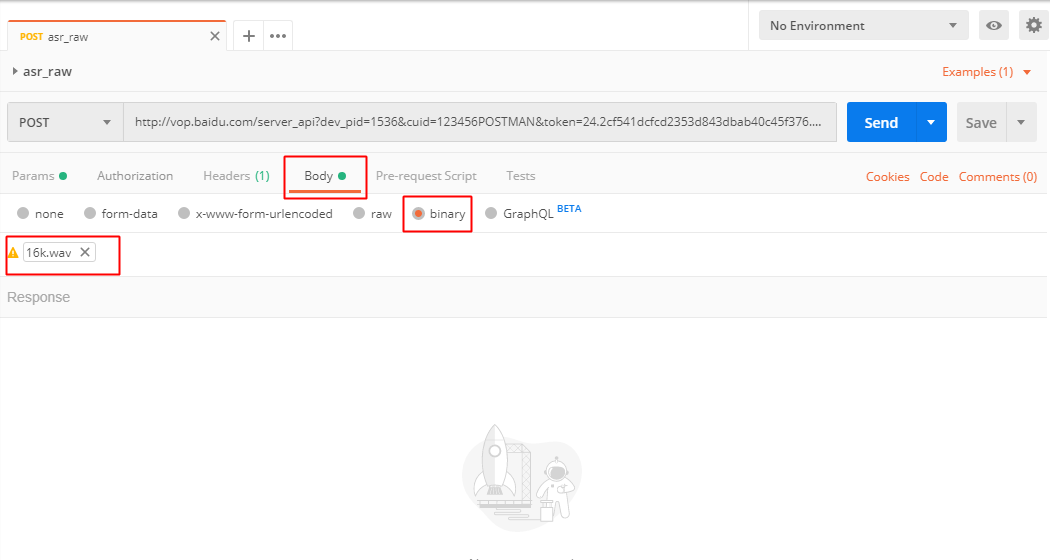 POST asr_raw
No Environment
asr_raw
Examples (1)
POST
http://vop.baidu.com/server_api?dev_pid=1536&cuid=123456POSTMAN&token=24.2cf541dcfcd2353d843dbab40c45f376....
Send
Save
Params
Authorization
Headers (1)
Body
Pre-request Script
Tests
Cookies
Code
Comments (0)
none
form-data
x-www-form-urlencoded
raw
binary
GraphQL BETA
16k.wav
Response